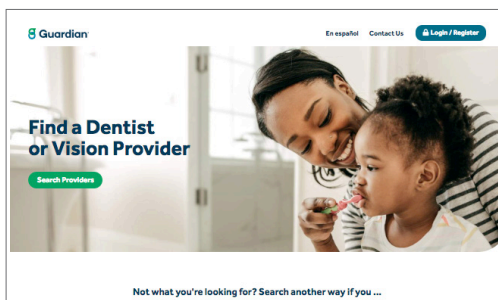 Guardian
En español Contact Us Login / Register
Find a Dentist
or Vision Provider
Search Providers
Not what you're looking for? Search another way if you ...